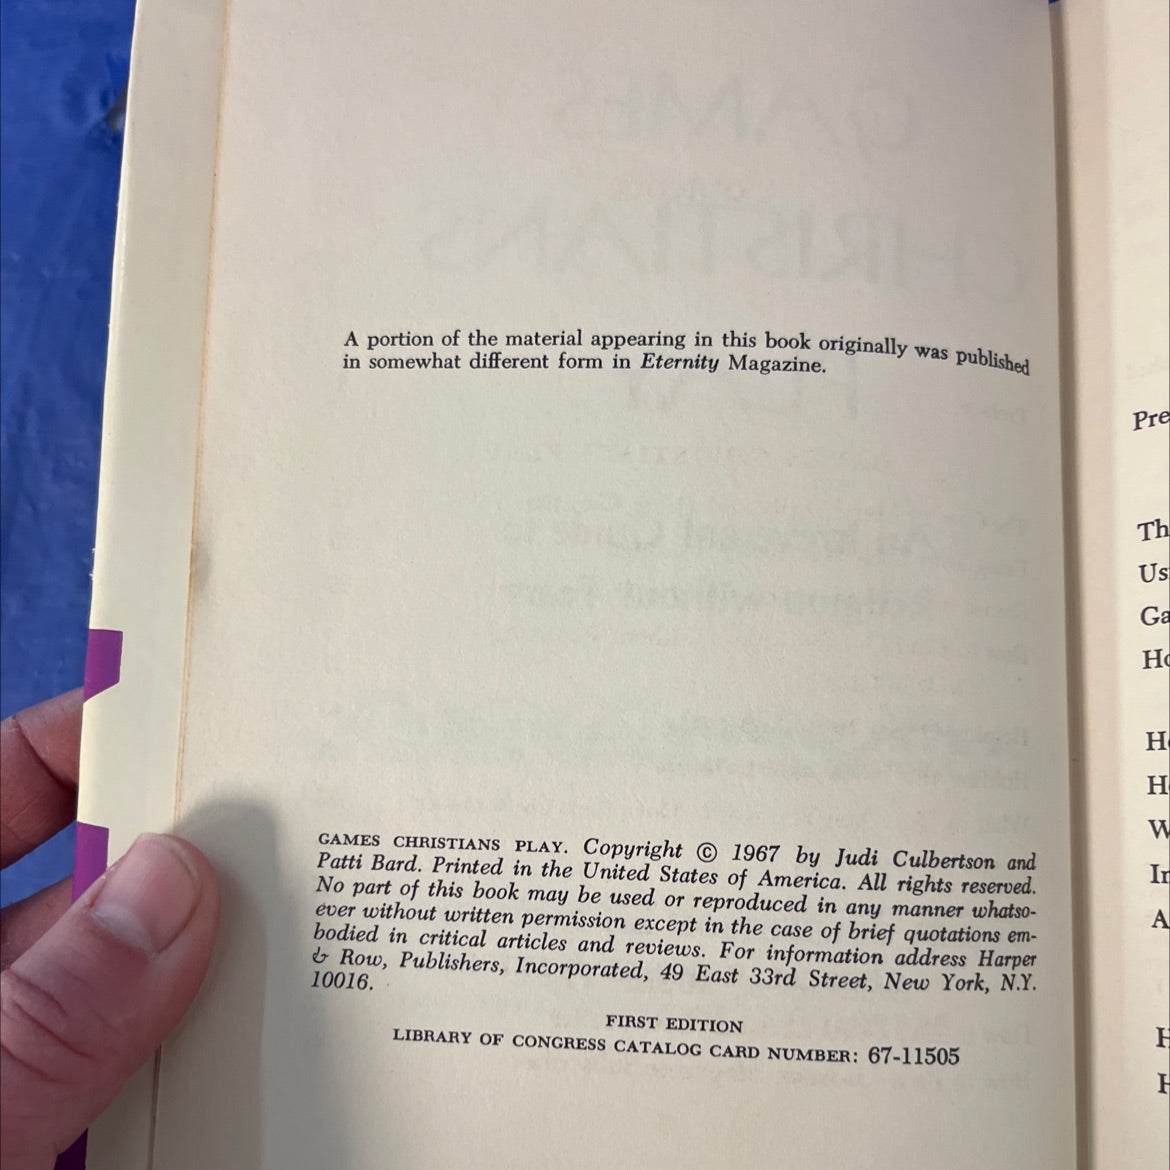 A portion of the material appearing in this book originally was published
in somewhat different form in Eternity Magazine.
GAMES CHRISTIANS PLAY. Copyright © 1967 by Judi Culbertson and
Patti Bard. Printed in the United States of America. All rights reserved.
No part of this book may be used or reproduced in any manner whatso-
ever without written permission except in the case of brief quotations em-
bodied in critical articles and reviews. For information address Harper
& Row, Publishers, Incorporated, 49 East 33rd Street, New York, N.Y.
10016.
FIRST EDITION
LIBRARY OF CONGRESS CATALOG CARD NUMBER: 67-11505
Pre
Th
Us
Ga
Ho
H
H
W
In
A
H
H